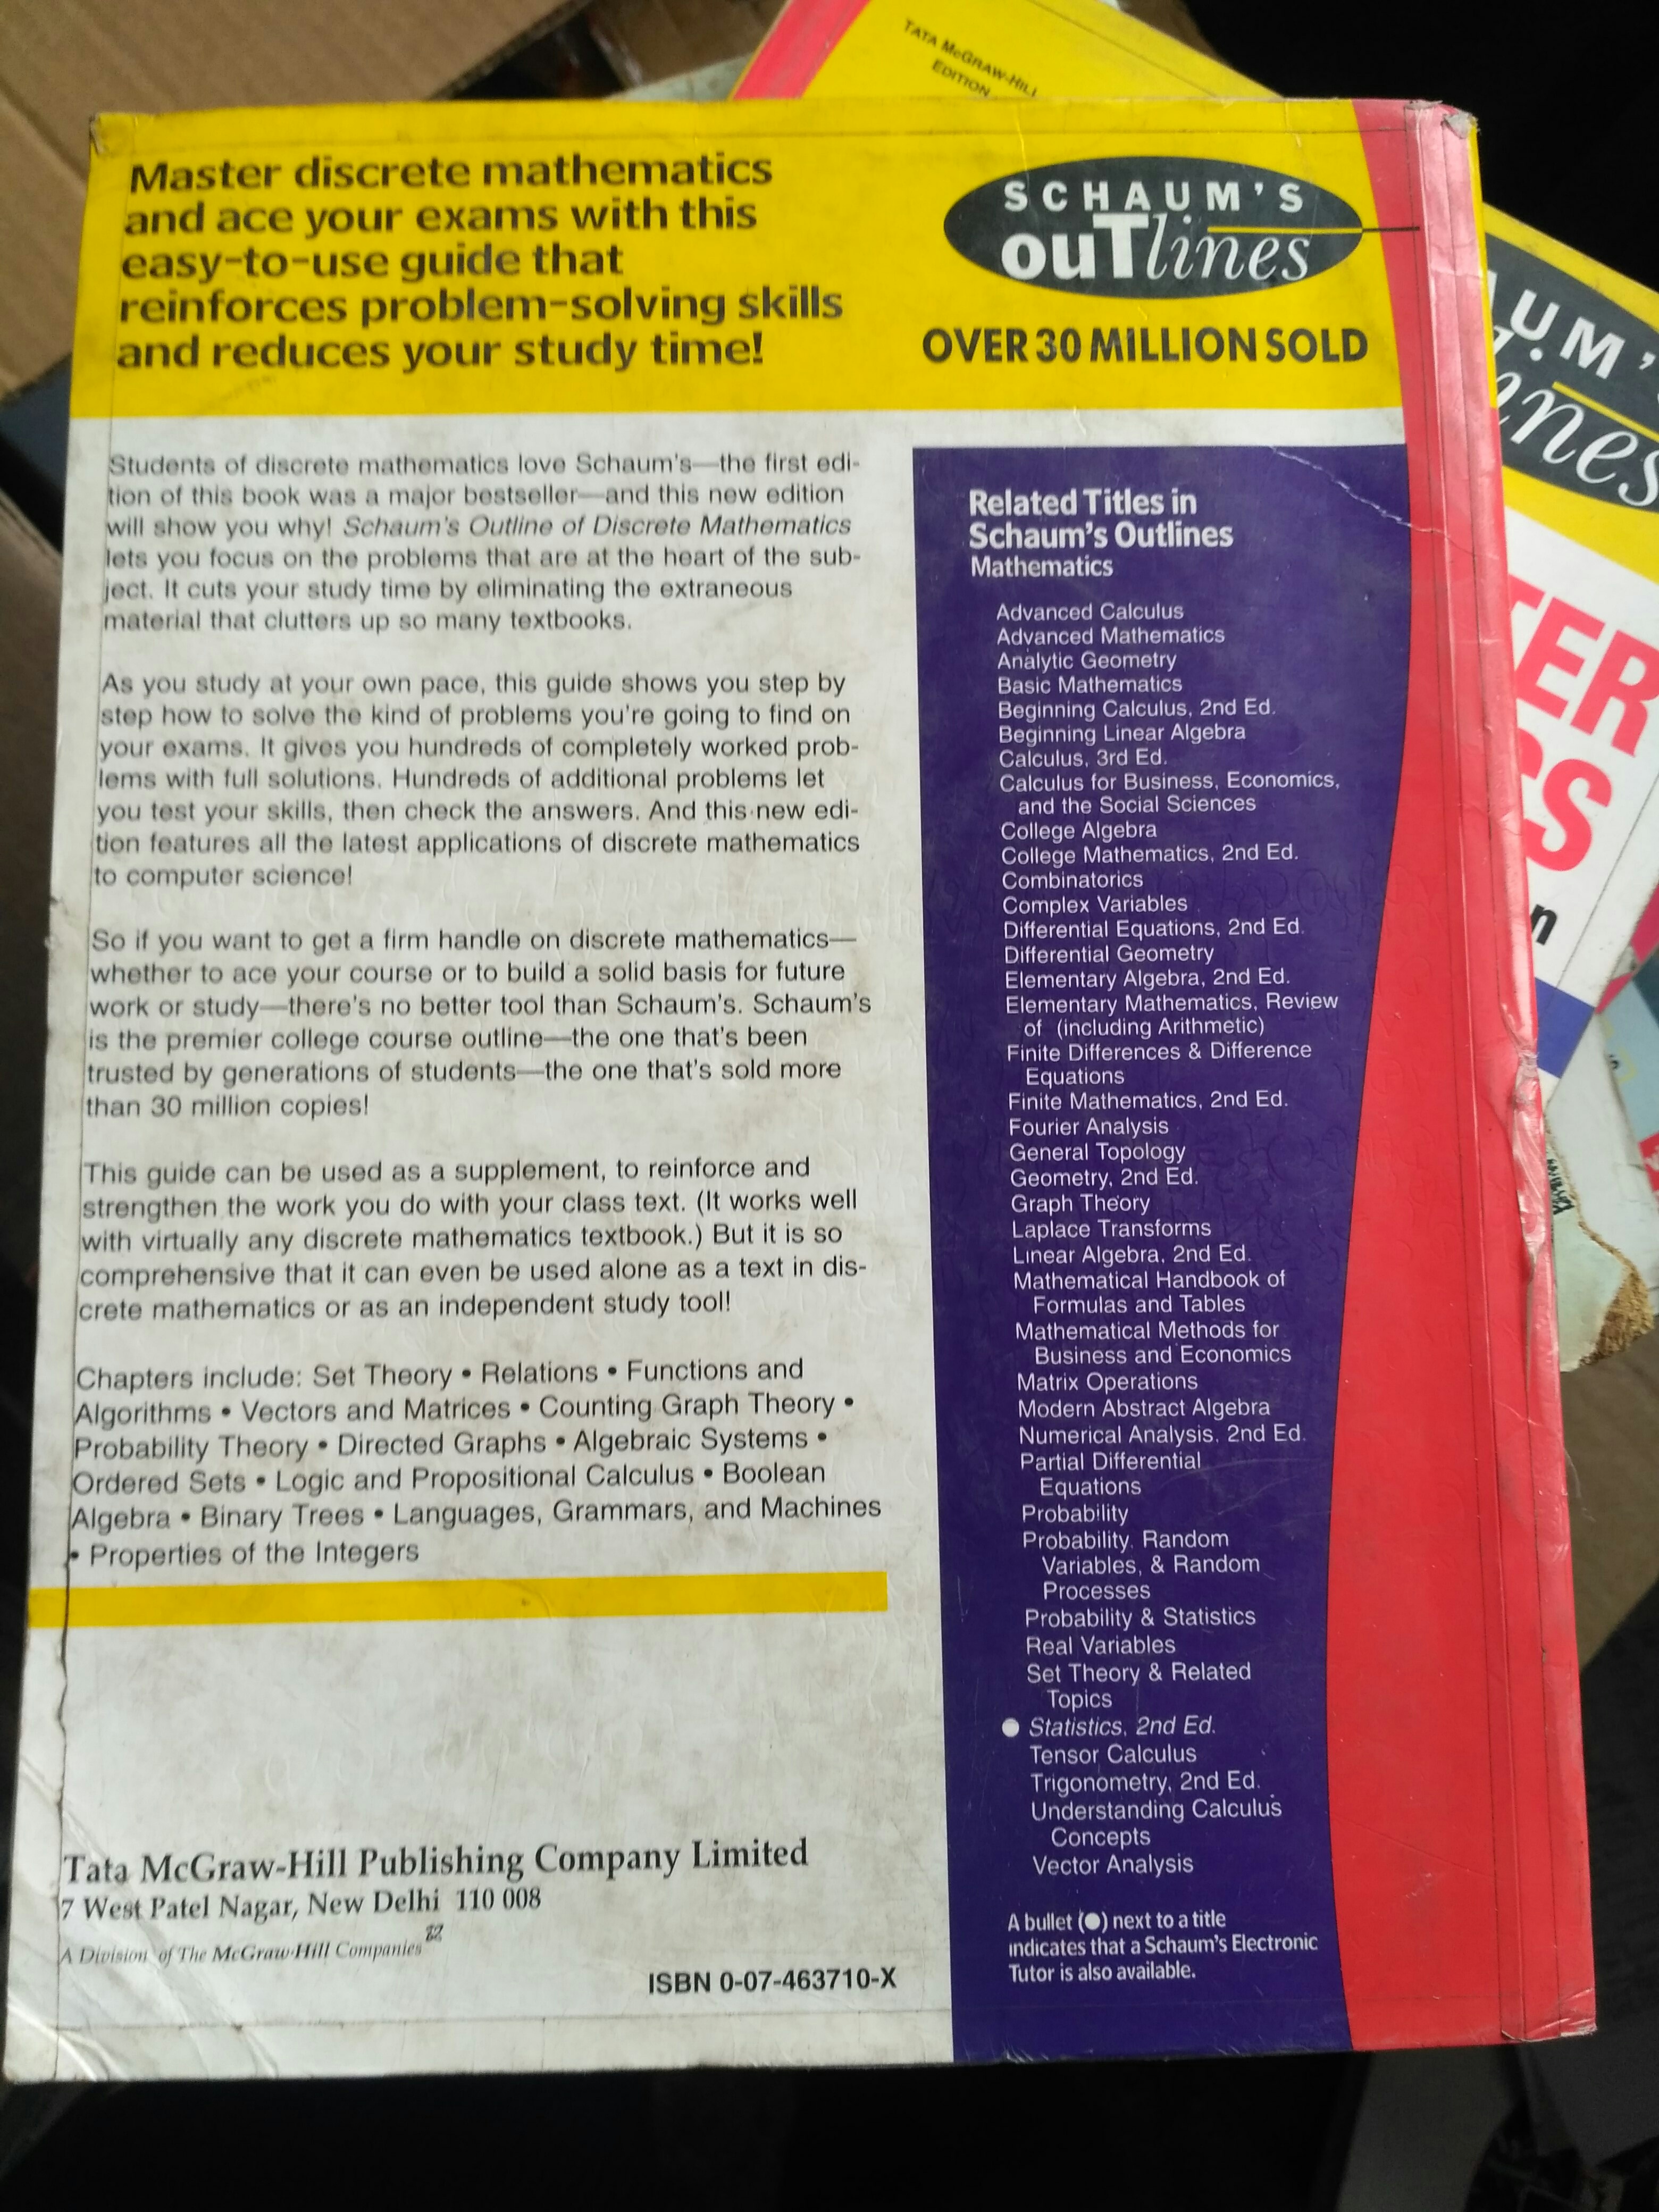 TATA McGRAW-HILL
EDITION
Master discrete mathematics
and ace your exams with this
easy-to-use guide that
reinforces problem-solving skills
and reduces your study time!
SCHAUM'S
ouTlines
OVER 30 MILLION SOLD
Students of discrete mathematics love Schaum's—the first edi-
tion of this book was a major bestseller—and this new edition
will show you why! Schaum's Outline of Discrete Mathematics
lets you focus on the problems that are at the heart of the sub-
ject. It cuts your study time by eliminating the extraneous
material that clutters up so many textbooks.
As you study at your own pace, this guide shows you step by
step how to solve the kind of problems you're going to find on
your exams. It gives you hundreds of completely worked prob-
lems with full solutions. Hundreds of additional problems let
you test your skills, then check the answers. And this new edi-
tion features all the latest applications of discrete mathematics
to computer science!
So if you want to get a firm handle on discrete mathematics—
whether to ace your course or to build a solid basis for future
work or study—there's no better tool than Schaum's. Schaum's
is the premier college course outline—the one that's been
trusted by generations of students—the one that's sold more
than 30 million copies!
This guide can be used as a supplement, to reinforce and
strengthen the work you do with your class text. (It works well
with virtually any discrete mathematics textbook.) But it is so
comprehensive that it can even be used alone as a text in dis-
crete mathematics or as an independent study tool!
Chapters include: Set Theory • Relations • Functions and
Algorithms • Vectors and Matrices • Counting Graph Theory •
Probability Theory • Directed Graphs • Algebraic Systems •
Ordered Sets • Logic and Propositional Calculus • Boolean
Algebra • Binary Trees • Languages, Grammars, and Machines
• Properties of the Integers
Tata McGraw-Hill Publishing Company Limited
7 West Patel Nagar, New Delhi 110 008
A Division of The McGraw-Hill Companies
ISBN 0-07-463710-X
Related Titles in
Schaum's Outlines
Mathematics
Advanced Calculus
Advanced Mathematics
Analytic Geometry
Basic Mathematics
Beginning Calculus, 2nd Ed.
Beginning Linear Algebra
Calculus, 3rd Ed.
Calculus for Business, Economics,
and the Social Sciences
College Algebra
College Mathematics, 2nd Ed.
Combinatorics
Complex Variables
Differential Equations, 2nd Ed.
Differential Geometry
Elementary Algebra, 2nd Ed.
Elementary Mathematics, Review
of (including Arithmetic)
Finite Differences & Difference
Equations
Finite Mathematics, 2nd Ed.
Fourier Analysis
General Topology
Geometry, 2nd Ed.
Graph Theory
Laplace Transforms
Linear Algebra, 2nd Ed.
Mathematical Handbook of
Formulas and Tables
Mathematical Methods for
Business and Economics
Matrix Operations
Modern Abstract Algebra
Numerical Analysis, 2nd Ed.
Partial Differential
Equations
Probability
Probability, Random
Variables, & Random
Processes
Probability & Statistics
Real Variables
Set Theory & Related
Topics
● Statistics, 2nd Ed.
Tensor Calculus
Trigonometry, 2nd Ed.
Understanding Calculus
Concepts
Vector Analysis
A bullet (●) next to a title
indicates that a Schaum's Electronic
Tutor is also available.
UM'
ines
TER
CS
n